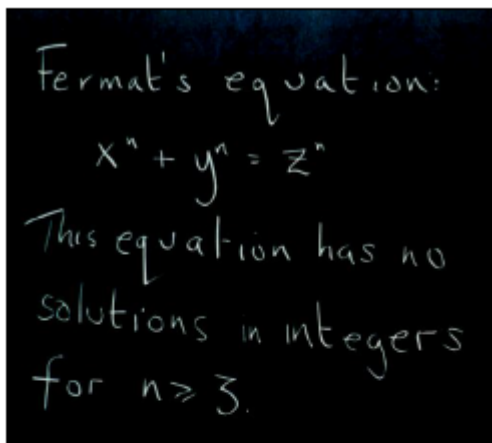 Fermat's equation:
xⁿ + yⁿ = zⁿ
This equation has no
solutions in integers
for n ≥ 3.